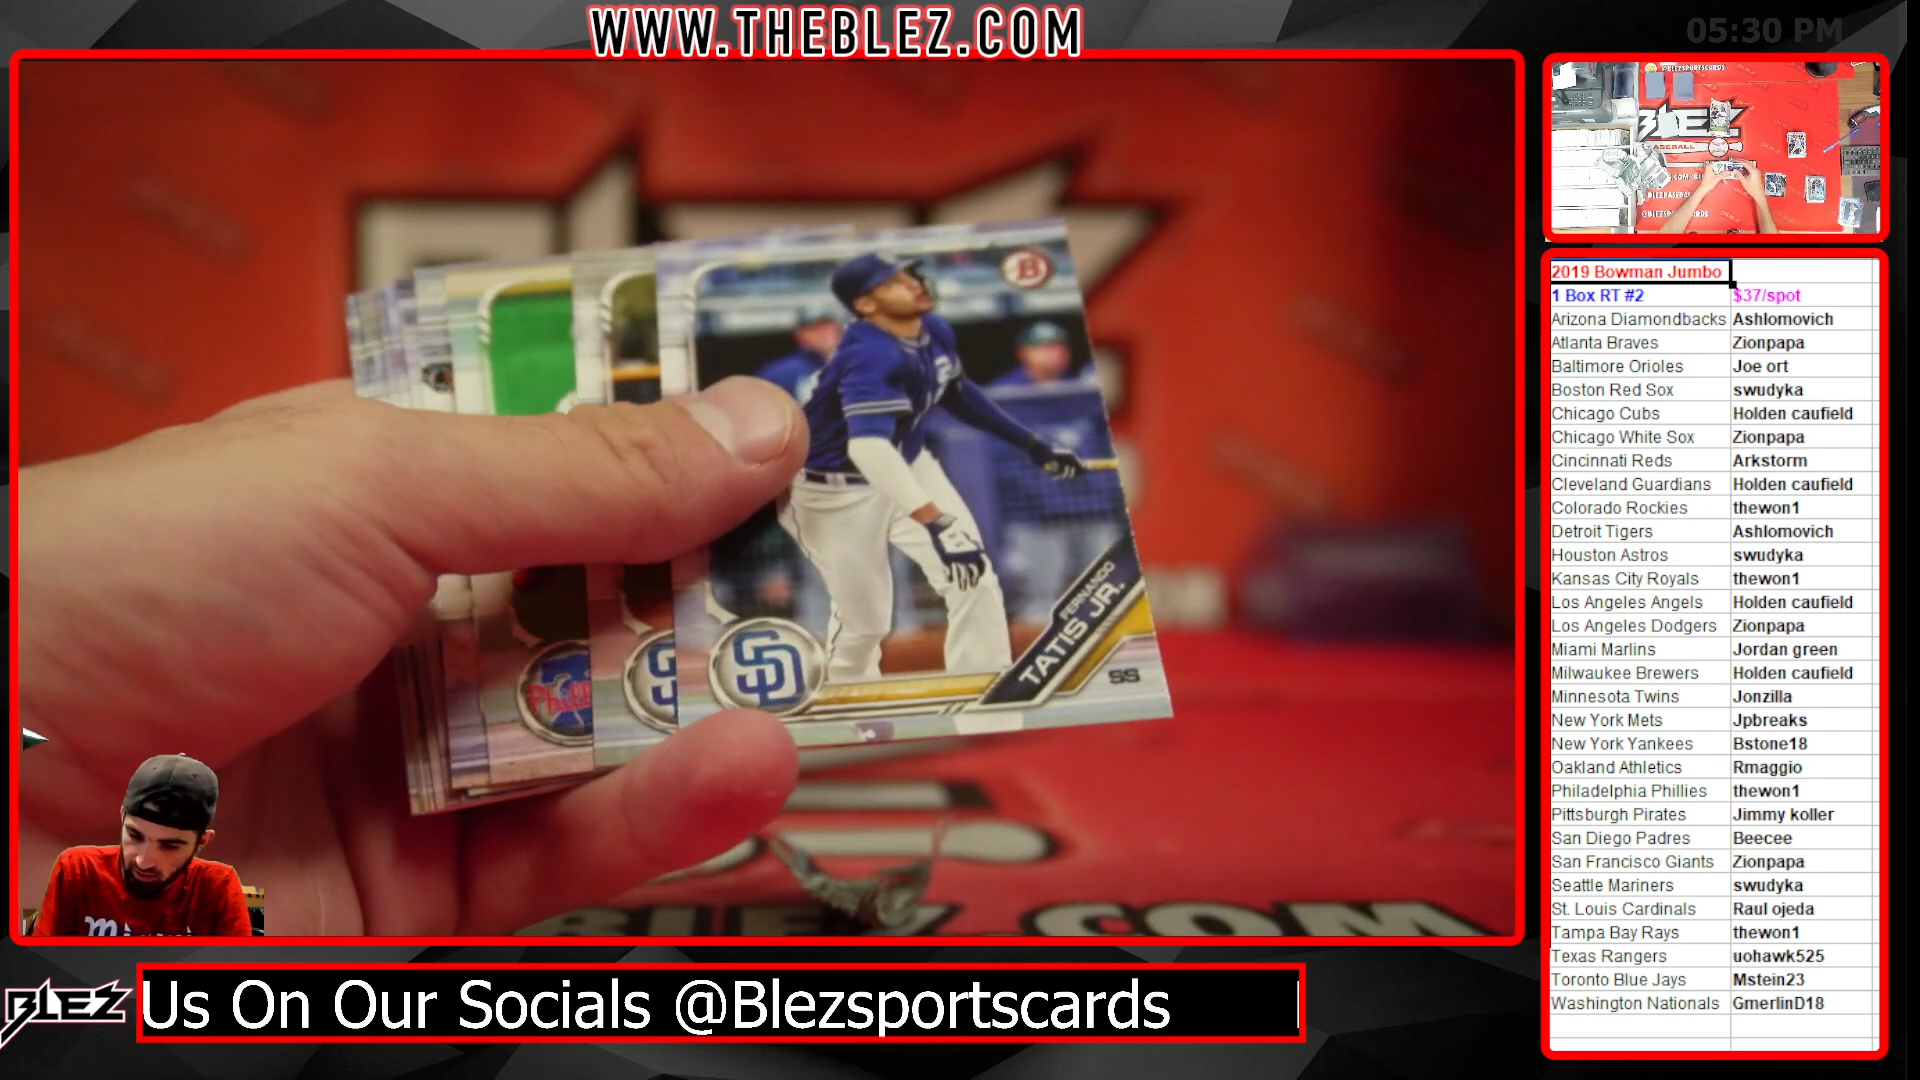 WWW.THEBLEZ.COM
05:30 PM
B
FERNANDO
TATIS JR.
SS
SD
Phill
BLEZ.COM
@BLEZSPORTSCARDS
BLEZ
BASEBALL
2019 Bowman Jumbo
1 Box RT #2 $37/spot
Arizona Diamondbacks Ashlomovich
Atlanta Braves Zionpapa
Baltimore Orioles Joe ort
Boston Red Sox swudyka
Chicago Cubs Holden caufield
Chicago White Sox Zionpapa
Cincinnati Reds Arkstorm
Cleveland Guardians Holden caufield
Colorado Rockies thewon1
Detroit Tigers Ashlomovich
Houston Astros swudyka
Kansas City Royals thewon1
Los Angeles Angels Holden caufield
Los Angeles Dodgers Zionpapa
Miami Marlins Jordan green
Milwaukee Brewers Holden caufield
Minnesota Twins Jonzilla
New York Mets Jpbreaks
New York Yankees Bstone18
Oakland Athletics Rmaggio
Philadelphia Phillies thewon1
Pittsburgh Pirates Jimmy koller
San Diego Padres Beecee
San Francisco Giants Zionpapa
Seattle Mariners swudyka
St. Louis Cardinals Raul ojeda
Tampa Bay Rays thewon1
Texas Rangers uohawk525
Toronto Blue Jays Mstein23
Washington Nationals GmerlinD18
BLEZ
Us On Our Socials @Blezsportscards